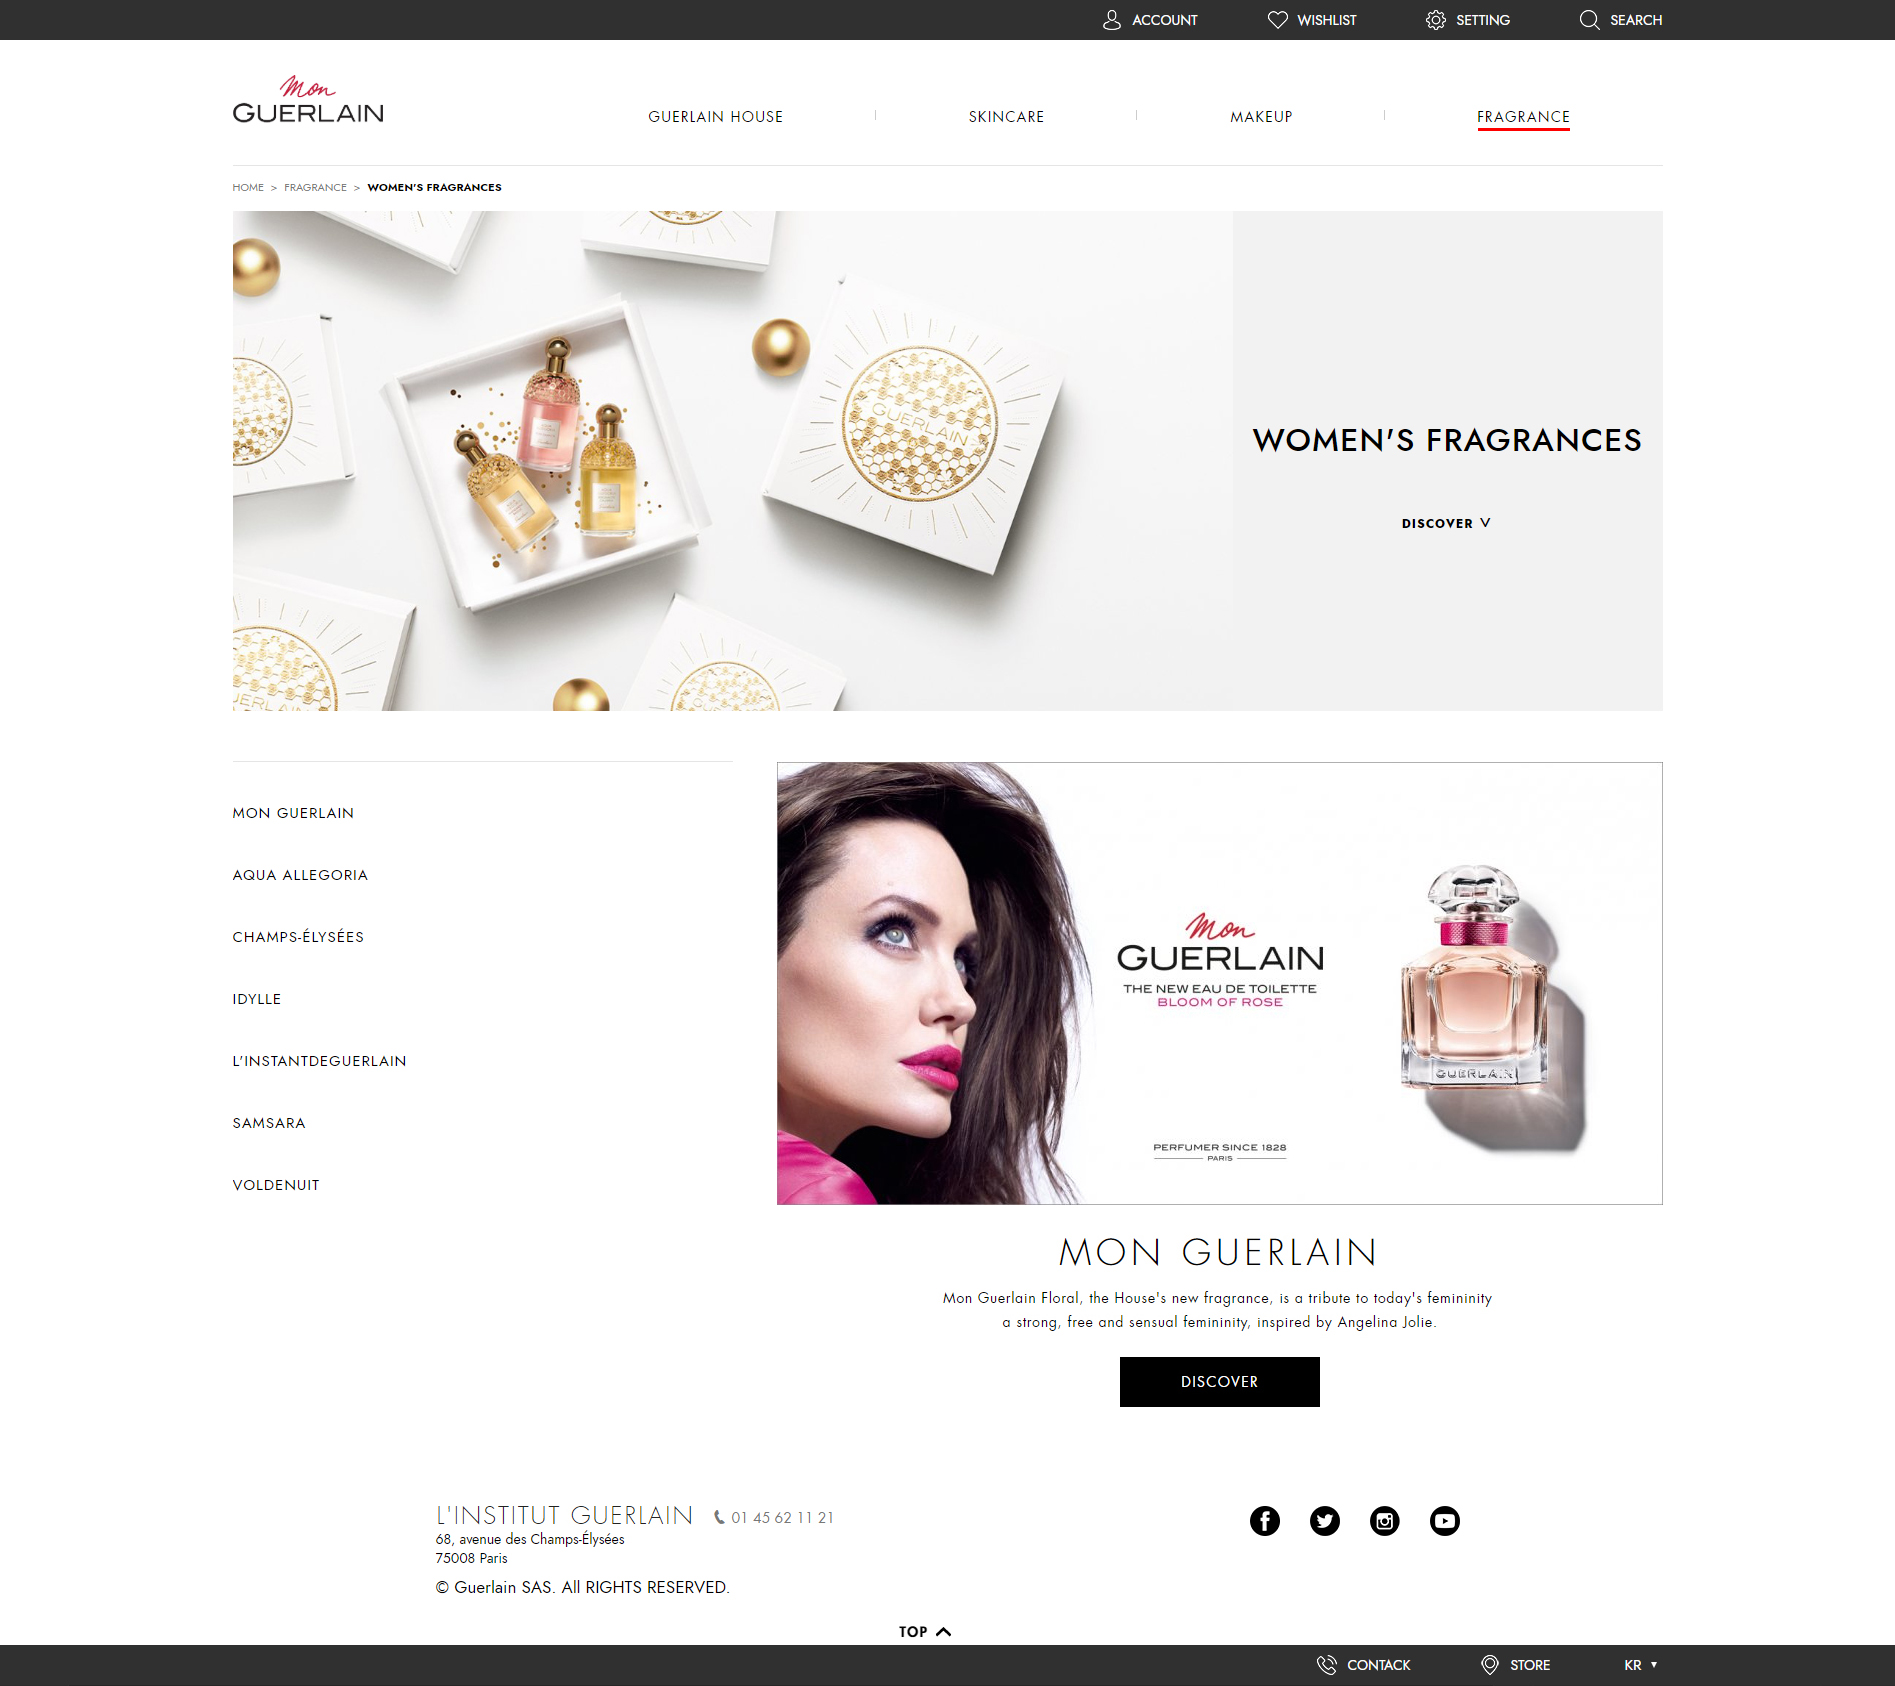 ACCOUNT
WISHLIST
SETTING
SEARCH
Mon
GUERLAIN
GUERLAIN HOUSE
SKINCARE
MAKEUP
FRAGRANCE
HOME > FRAGRANCE > WOMEN'S FRAGRANCES
GUERLAIN
WOMEN'S FRAGRANCES
DISCOVER
MON GUERLAIN
AQUA ALLEGORIA
CHAMPS-ÉLYSÉES
IDYLLE
L'INSTANTDEGUERLAIN
SAMSARA
VOLDENUIT
Mon
GUERLAIN
THE NEW EAU DE TOILETTE
BLOOM OF ROSE
GUERLAIN
PERFUMER SINCE 1828
PARIS
MON GUERLAIN
Mon Guerlain Floral, the House's new fragrance, is a tribute to today's femininity
a strong, free and sensual femininity, inspired by Angelina Jolie.
DISCOVER
L'INSTITUT GUERLAIN 01 45 62 11 21
68, avenue des Champs-Élysées
75008 Paris
© Guerlain SAS. All RIGHTS RESERVED.
TOP
CONTACK
STORE
KR